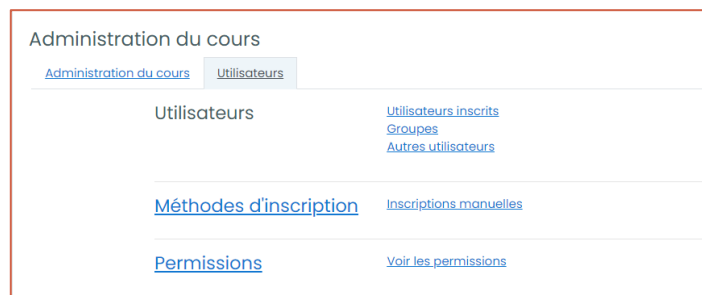 Administration du cours
Administration du cours Utilisateurs
Utilisateurs Utilisateurs inscrits
Groupes
Autres utilisateurs
Méthodes d'inscription Inscriptions manuelles
Permissions Voir les permissions